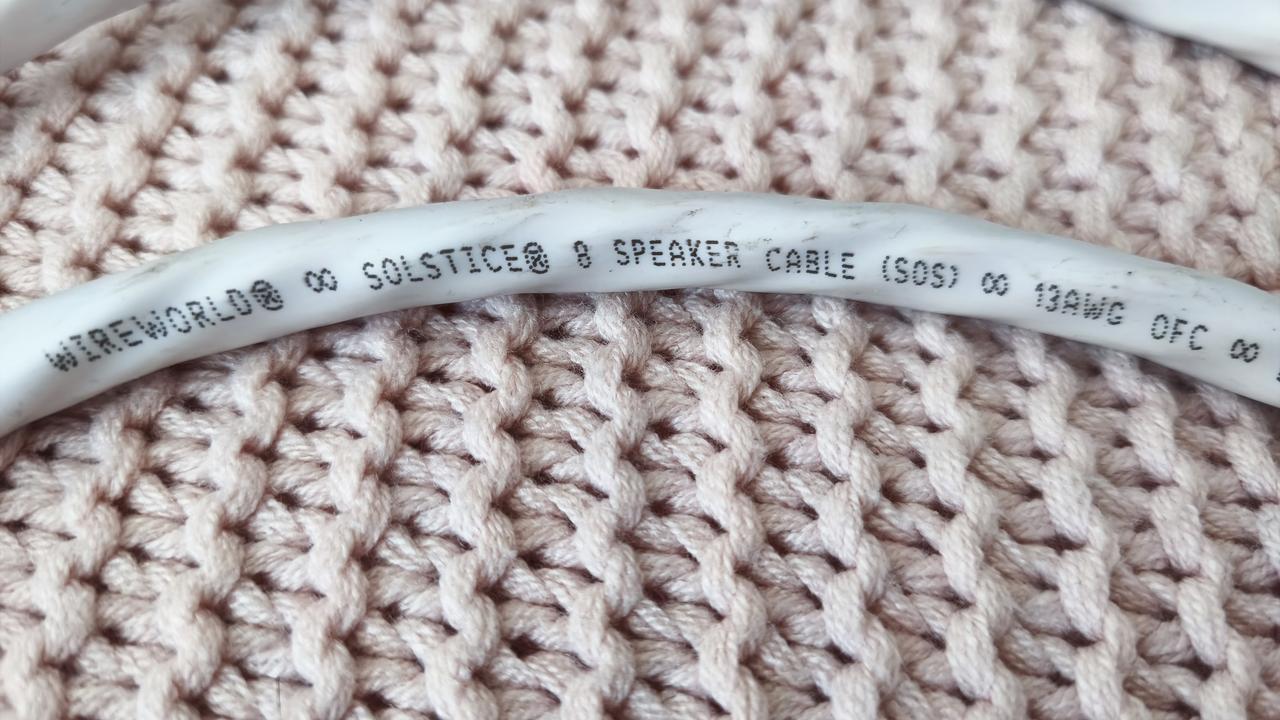 WIREWORLD® ∞ SOLSTICE® 8 SPEAKER CABLE (SOS) ∞ 13AWG OFC ∞